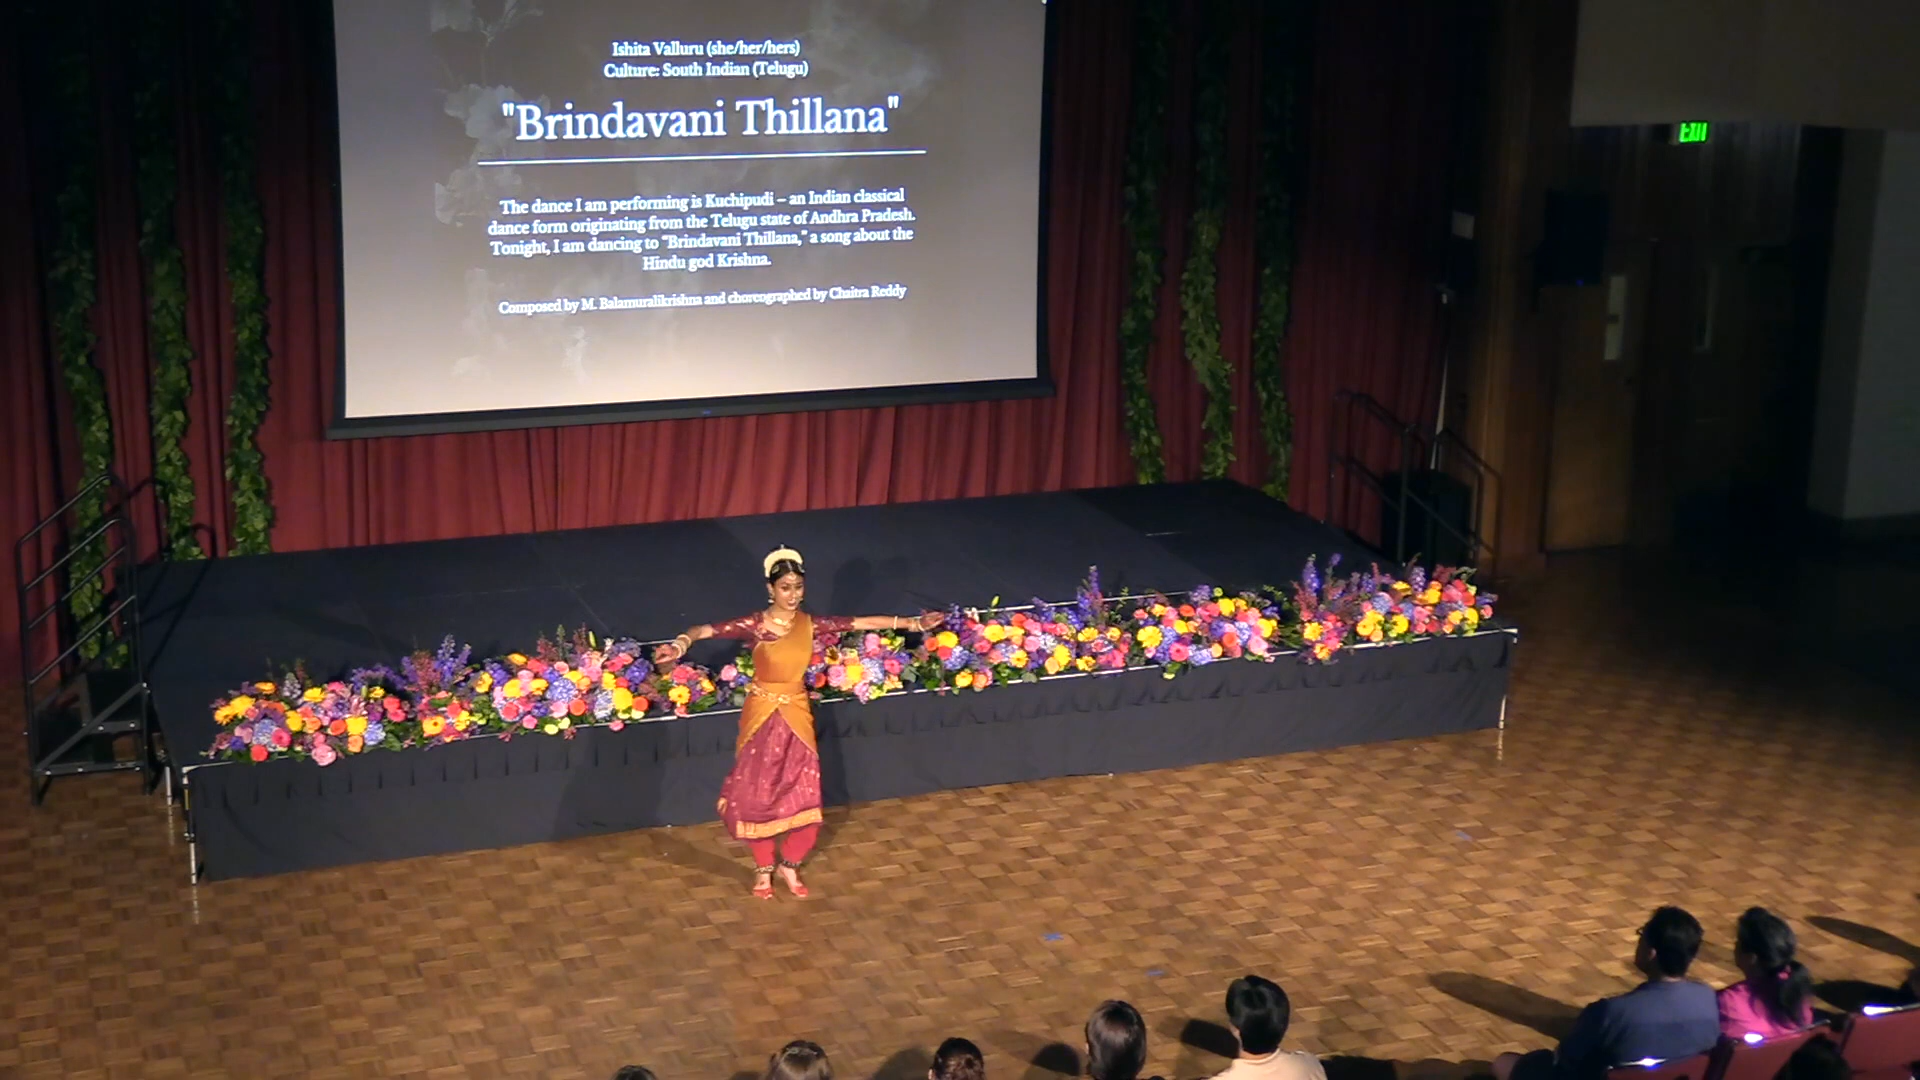 Ishita Valluru (she/her/hers)
Culture: South Indian (Telugu)
"Brindavani Thillana"
The dance I am performing is Kuchipudi – an Indian classical
dance form originating from the Telugu state of Andhra Pradesh.
Tonight, I am dancing to "Brindavani Thillana," a song about the
Hindu god Krishna.
Composed by M. Balamuralikrishna and choreographed by Chaitra Reddy
EXIT